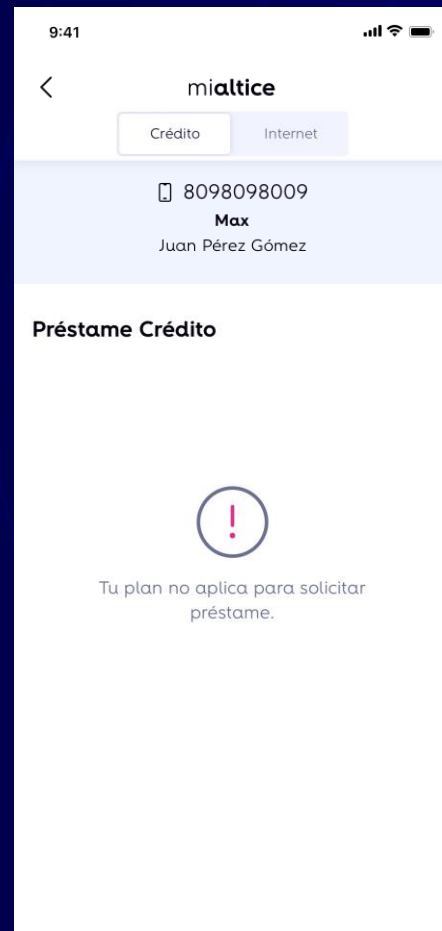 9:41
mialtice
Crédito Internet
8098098009
Max
Juan Pérez Gómez
Préstame Crédito
!
Tu plan no aplica para solicitar
préstame.